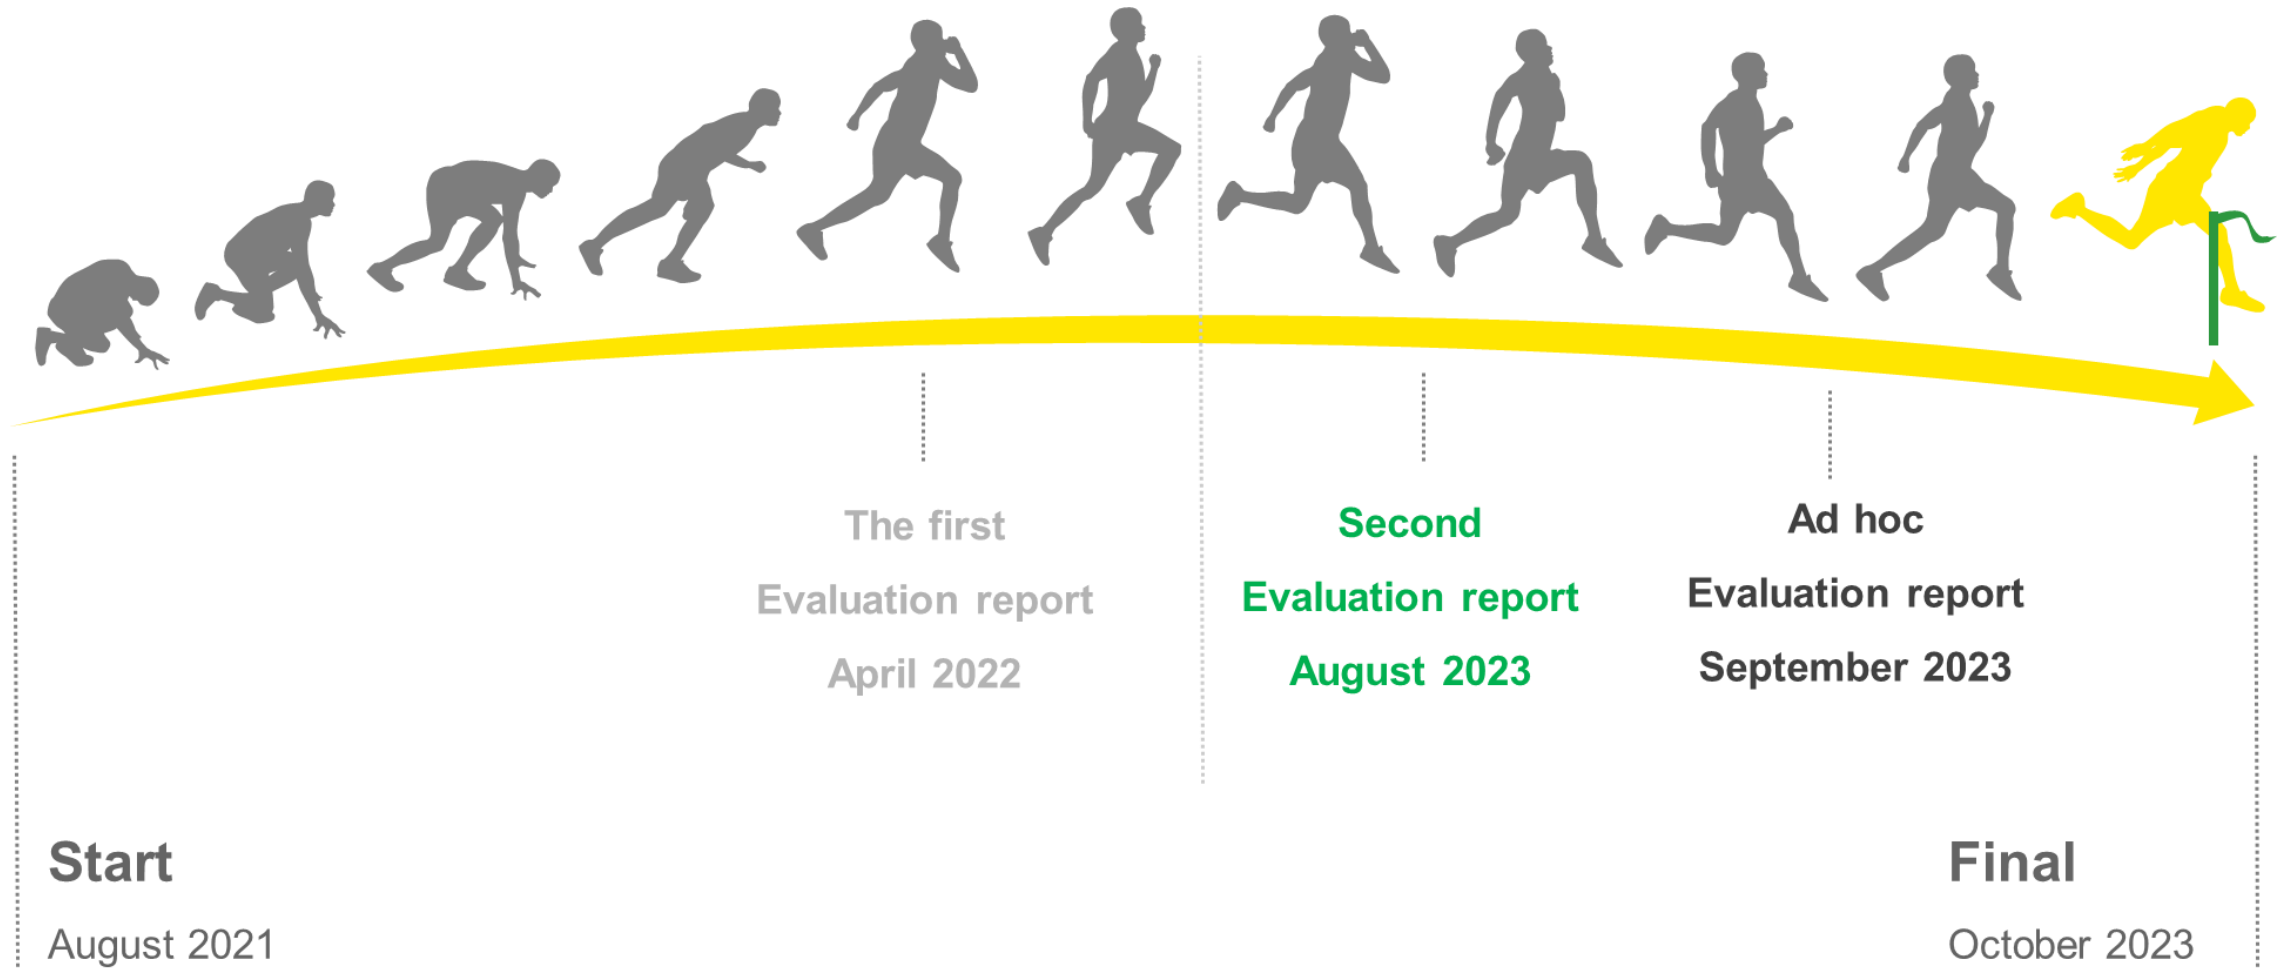 The first
Evaluation report
April 2022
Second
Evaluation report
August 2023
Ad hoc
Evaluation report
September 2023
Start
August 2021
Final
October 2023